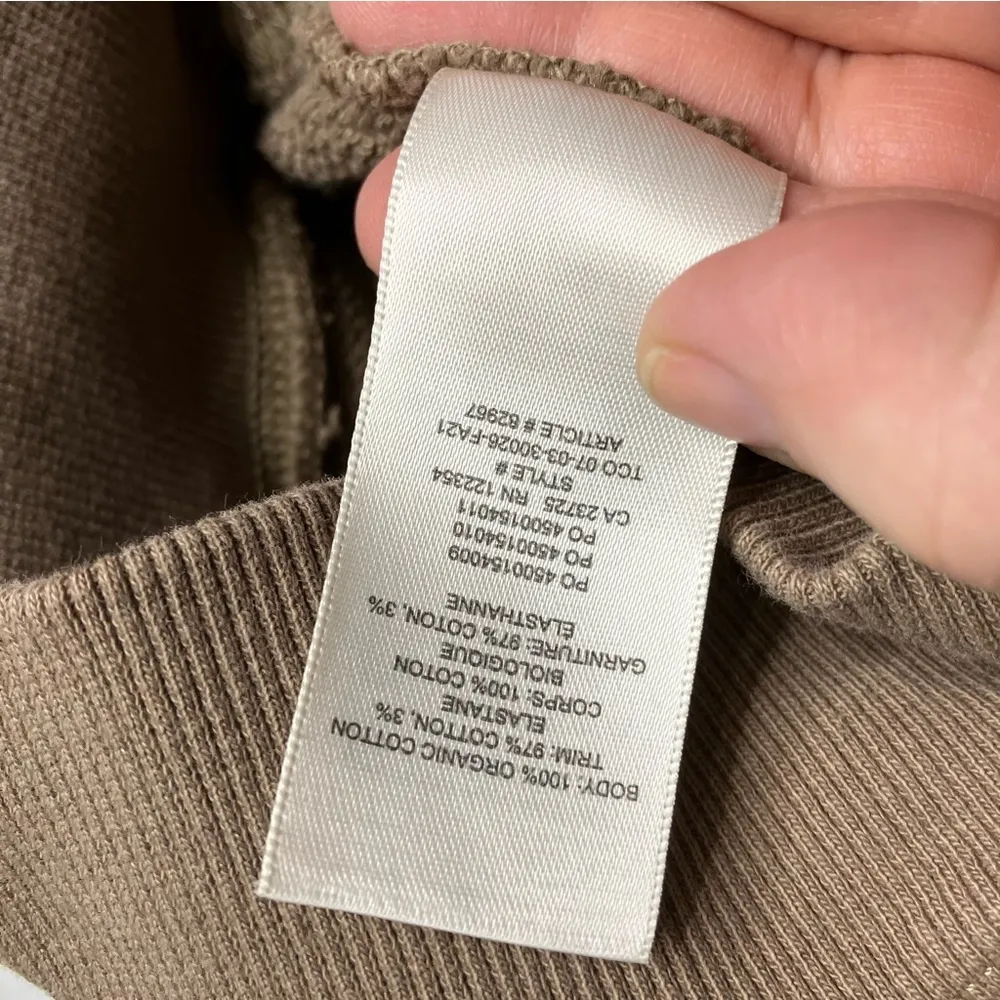 BODY: 100% ORGANIC COTTON
TRIM: 97% COTTON, 3%
ELASTANE
CORPS: 100% COTON
BIOLOGIQUE
GARNITURE: 97% COTON, 3%
ELASTHANNE
PO 4500154009
PO 4500154010
PO 4500154011
CA 23725, RN 122354
STYLE #
TCO 07-03-30026-FA21
ARTICLE # 62967